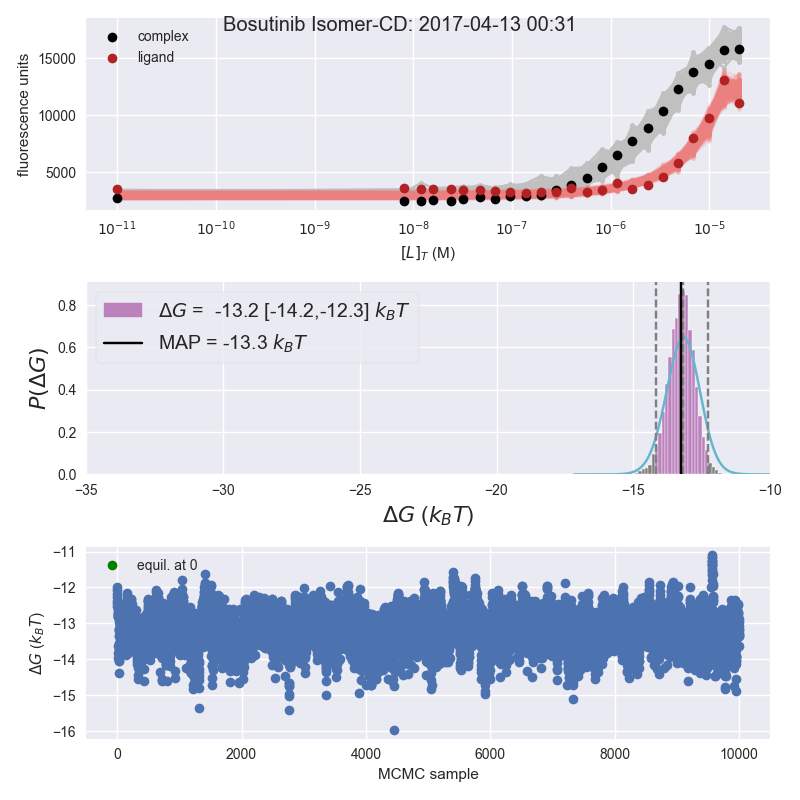 Bosutinib Isomer-CD: 2017-04-13 00:31
complex
ligand
15000
10000
5000
fluorescence units
10⁻¹¹ 10⁻¹⁰ 10⁻⁹ 10⁻⁸ 10⁻⁷ 10⁻⁶ 10⁻⁵
[L]_T (M)
ΔG = -13.2 [-14.2,-12.3] k_BT
MAP = -13.3 k_BT
0.8
0.6
0.4
0.2
0.0
P(ΔG)
−35 −30 −25 −20 −15 −10
ΔG (k_BT)
equil. at 0
−11
−12
−13
−14
−15
−16
ΔG (k_BT)
0 2000 4000 6000 8000 10000
MCMC sample